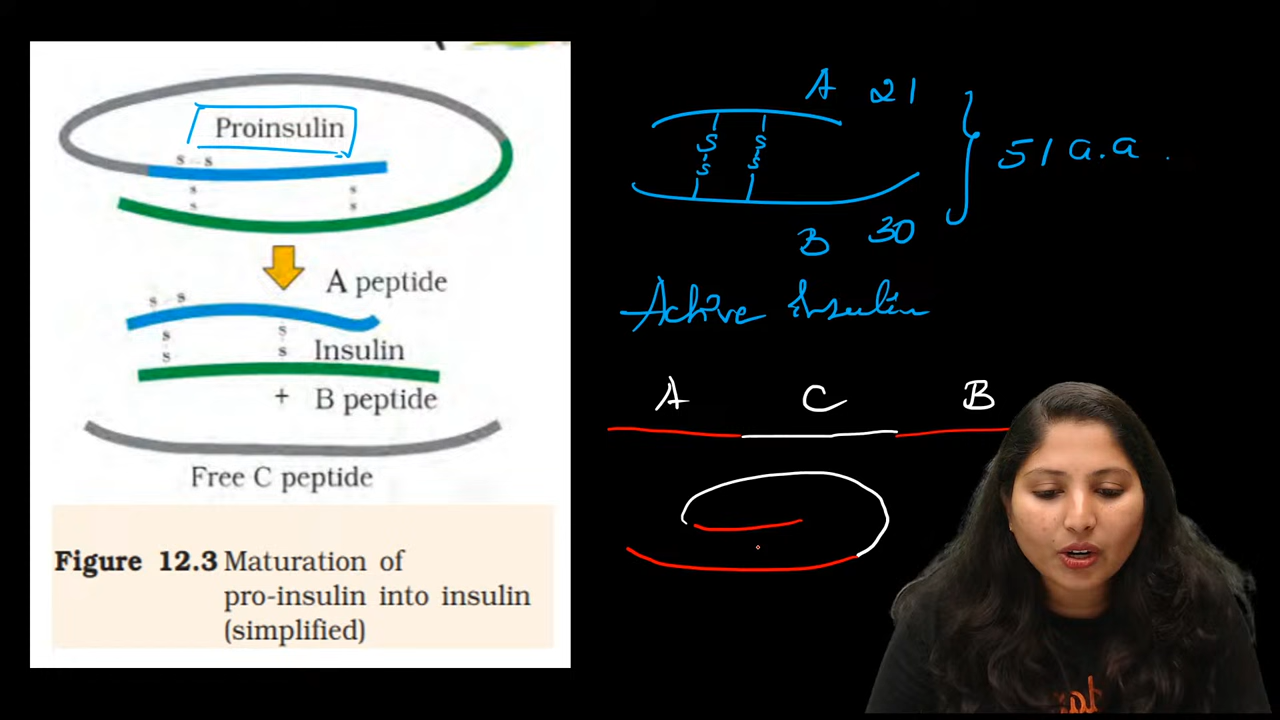 Proinsulin
s - s
s s
s s
A peptide
s - s
s s
s s
Insulin
+ B peptide
Free C peptide
Figure 12.3 Maturation of
pro-insulin into insulin
(simplified)
A 21
S S
S S
51 a.a.
B 30
Active Insulin
A C B